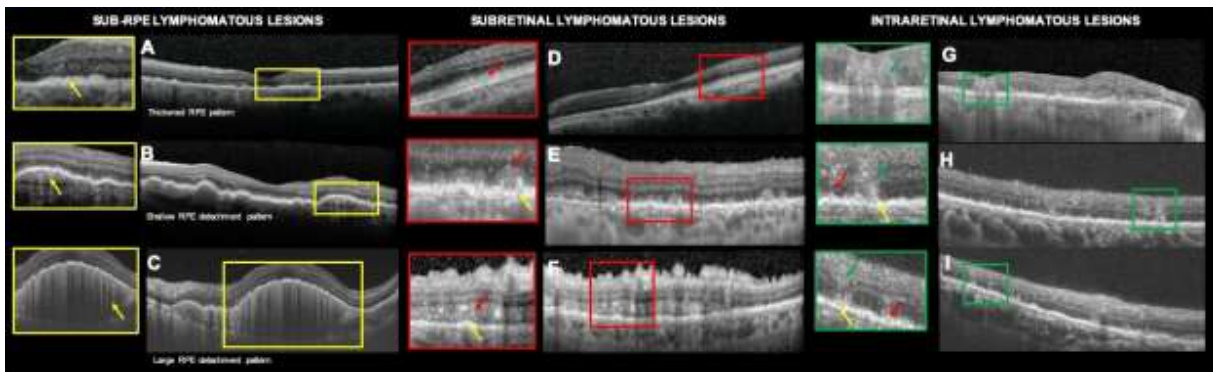 SUB-RPE LYMPHOMATOUS LESIONS
SUBRETINAL LYMPHOMATOUS LESIONS
INTRARETINAL LYMPHOMATOUS LESIONS
A
D
G
Thickened RPE pattern
B
E
H
Shallow RPE detachment pattern
C
F
I
Large RPE detachment pattern